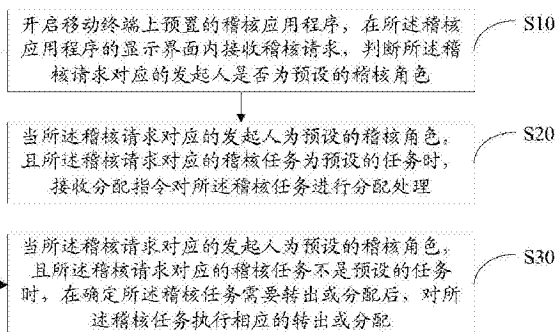 开启移动终端上预置的稽核应用程序，在所述稽核
应用程序的显示界面内接收稽核请求，判断所述稽
核请求对应的发起人是否为预设的稽核角色
S10
当所述稽核请求对应的发起人为预设的稽核角色，
且所述稽核请求对应的稽核任务为预设的任务时，
接收分配指令对所述稽核任务进行分配处理
S20
当所述稽核请求对应的发起人为预设的稽核角色，
且所述稽核请求对应的稽核任务不是预设的任务
时，在确定所述稽核任务需要转出或分配后，对所
述稽核任务执行相应的转出或分配
S30